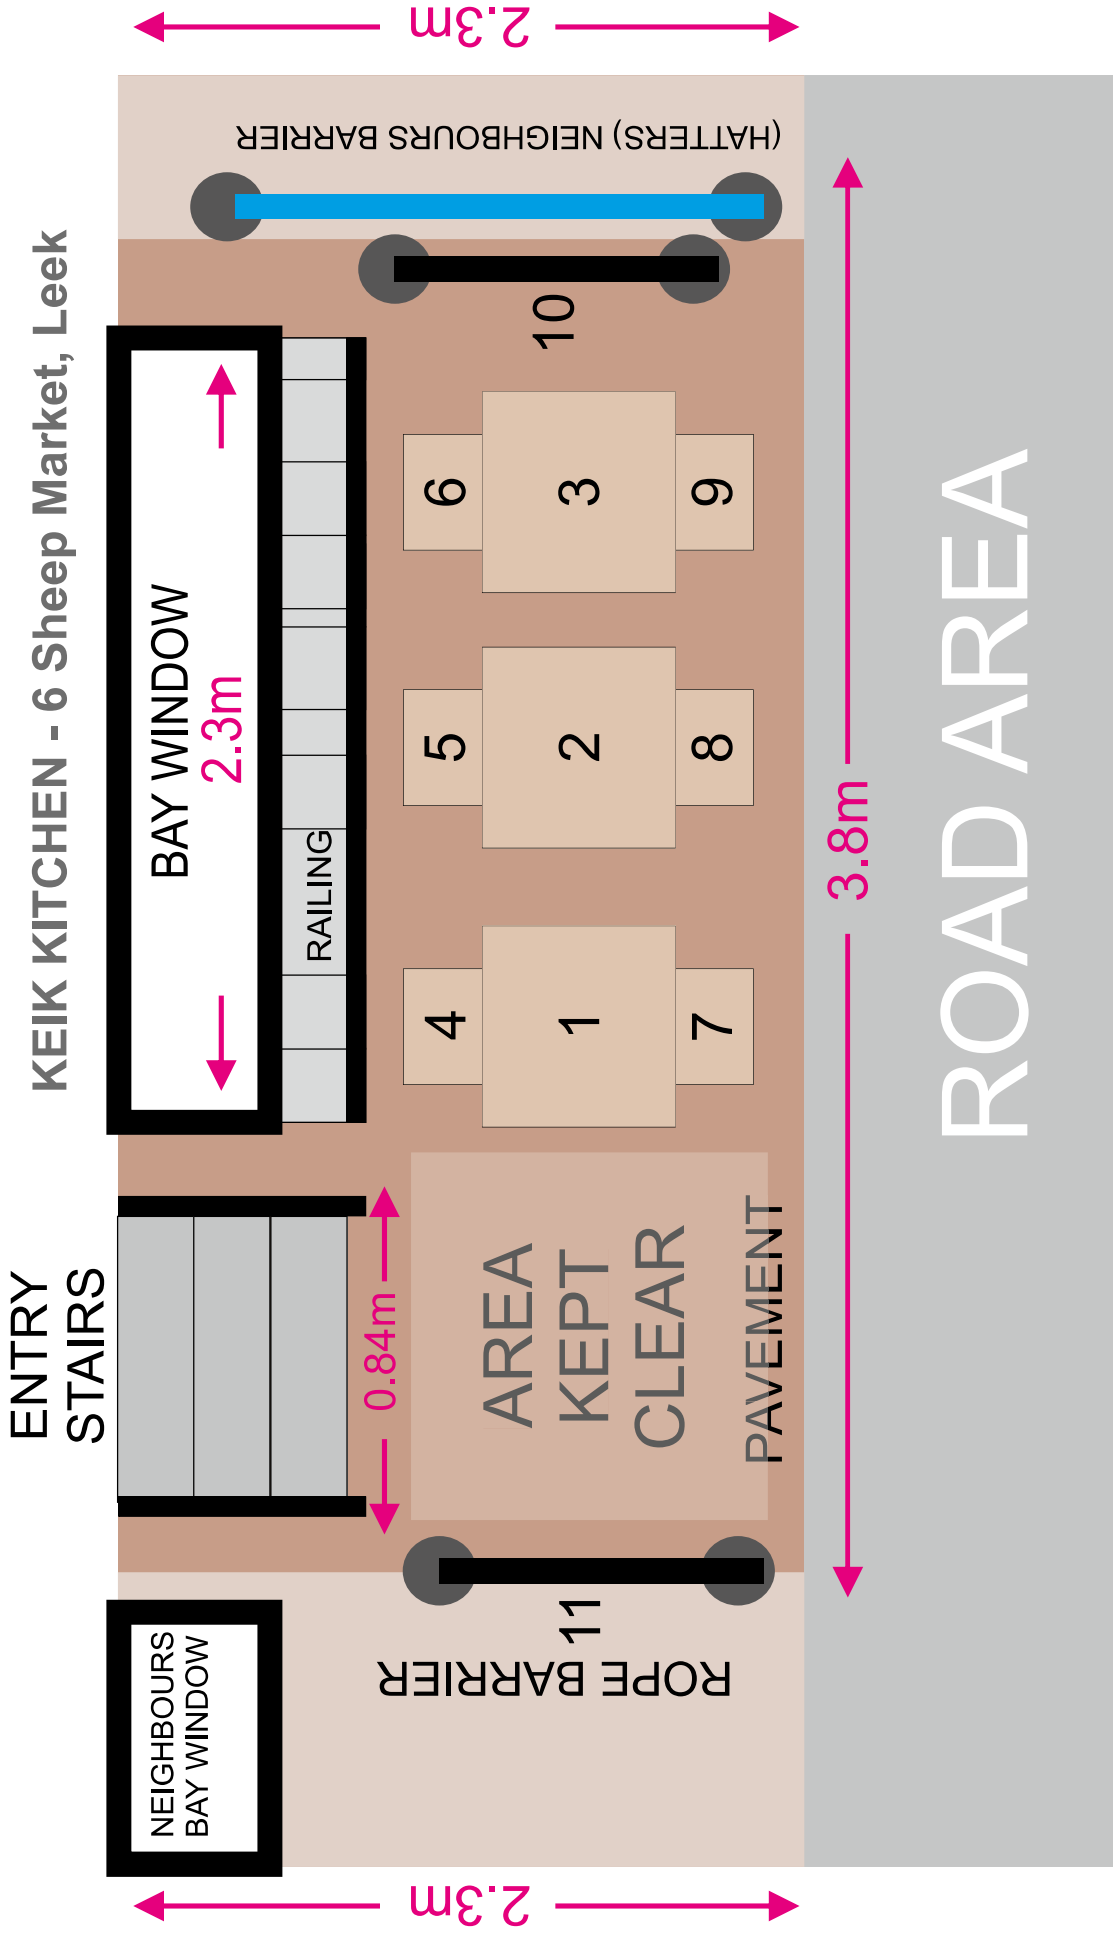 KEIK KITCHEN - 6 Sheep Market, Leek
ENTRY
STAIRS
NEIGHBOURS
BAY WINDOW
BAY WINDOW
2.3m
RAILING
0.84m
4
5
6
1
2
3
7
8
9
10
11
AREA
KEPT
CLEAR
PAVEMENT
ROPE BARRIER
(HATTERS) NEIGHBOURS BARRIER
2.3m
2.3m
3.8m
ROAD AREA